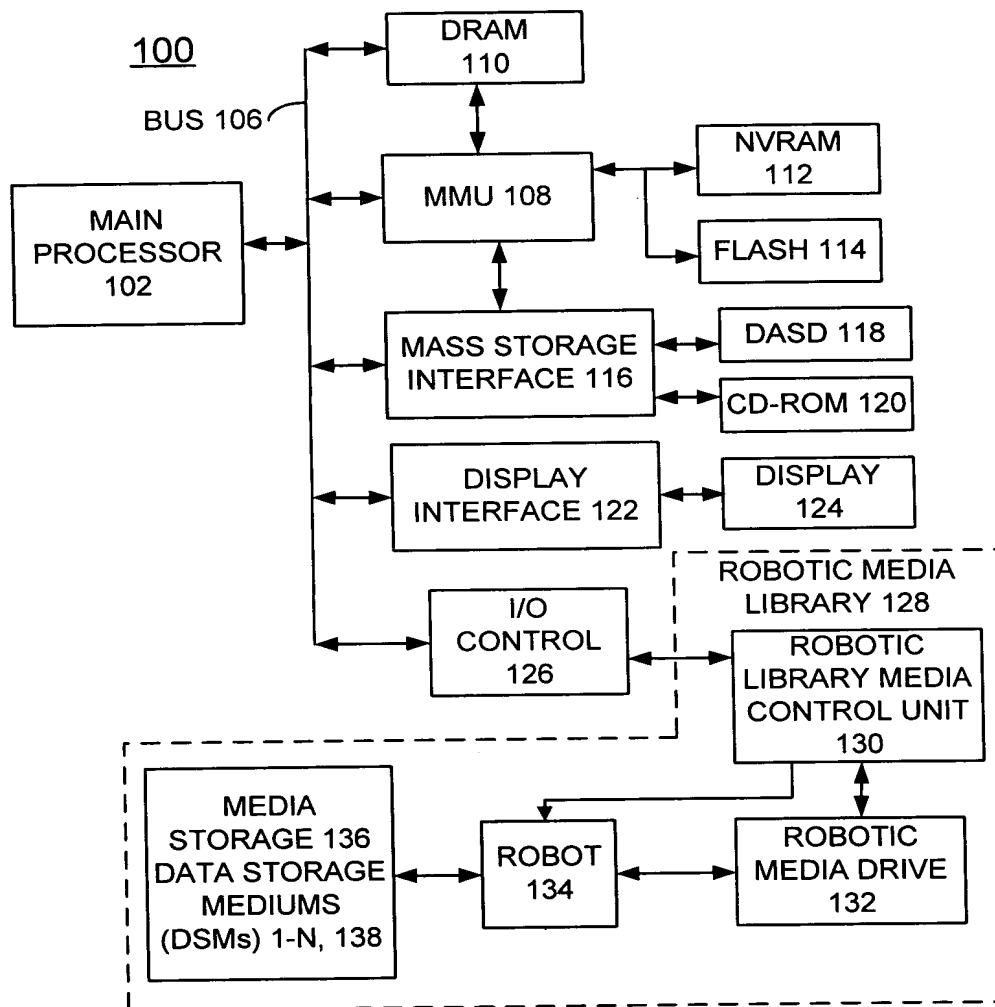 100
BUS 106
DRAM
110
MAIN
PROCESSOR
102
MMU 108
NVRAM
112
FLASH 114
MASS STORAGE
INTERFACE 116
DASD 118
CD-ROM 120
DISPLAY
INTERFACE 122
DISPLAY
124
I/O
CONTROL
126
ROBOTIC MEDIA
LIBRARY 128
ROBOTIC
LIBRARY MEDIA
CONTROL UNIT
130
MEDIA
STORAGE 136
DATA STORAGE
MEDIUMS
(DSMs) 1-N, 138
ROBOT
134
ROBOTIC
MEDIA DRIVE
132